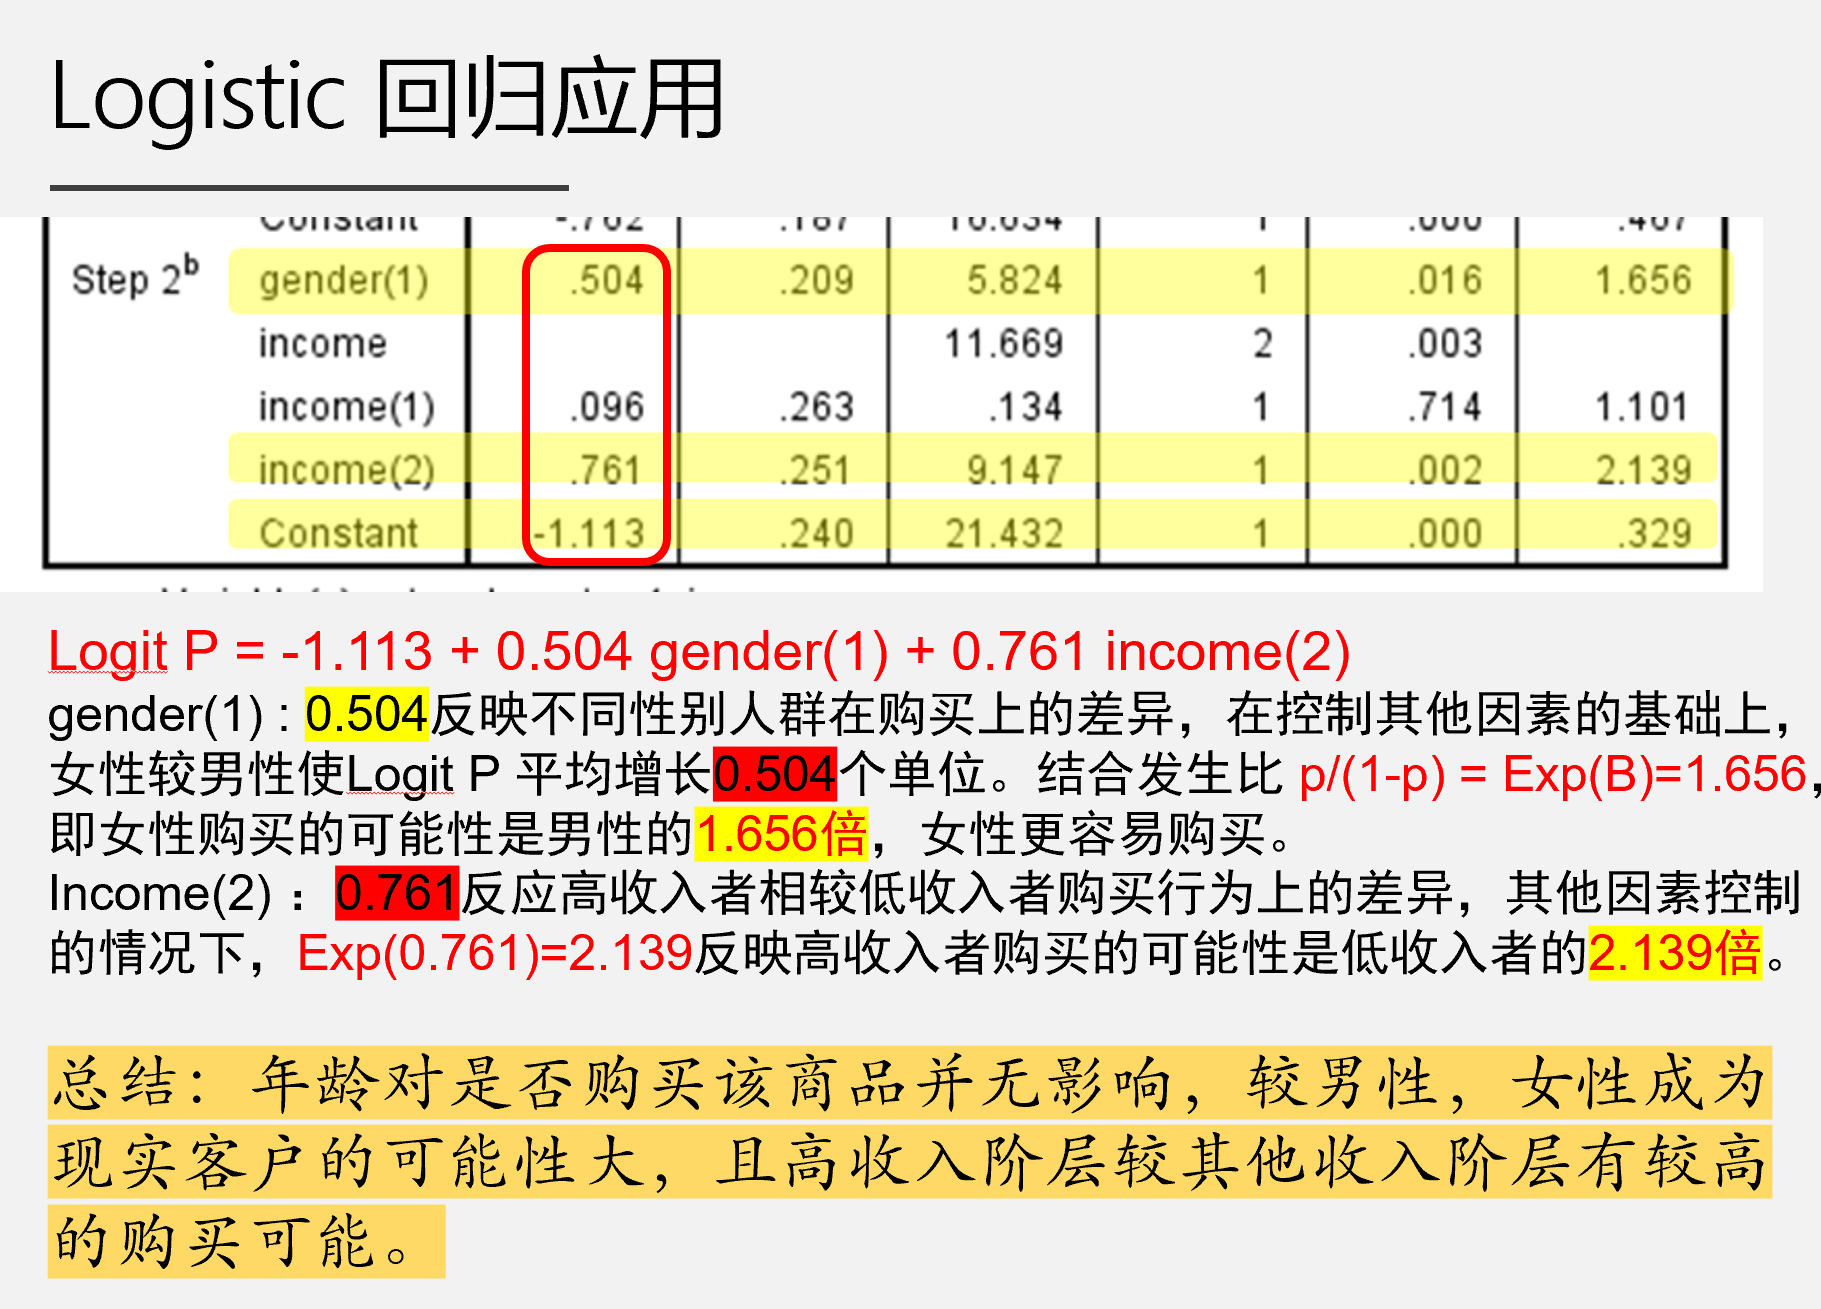 Logistic 回归应用
Constant -.762 .187 16.634 1 .000 .467
Step 2b gender(1) .504 .209 5.824 1 .016 1.656
income 11.669 2 .003
income(1) .096 .263 .134 1 .714 1.101
income(2) .761 .251 9.147 1 .002 2.139
Constant -1.113 .240 21.432 1 .000 .329
Logit P = -1.113 + 0.504 gender(1) + 0.761 income(2)
gender(1) : 0.504反映不同性别人群在购买上的差异，在控制其他因素的基础上，
女性较男性使Logit P 平均增长0.504个单位。结合发生比 p/(1-p) = Exp(B)=1.656,
即女性购买的可能性是男性的1.656倍，女性更容易购买。
Income(2) ：0.761反应高收入者相较低收入者购买行为上的差异，其他因素控制
的情况下，Exp(0.761)=2.139反映高收入者购买的可能性是低收入者的2.139倍。
总结：年龄对是否购买该商品并无影响，较男性，女性成为
现实客户的可能性大，且高收入阶层较其他收入阶层有较高
的购买可能。